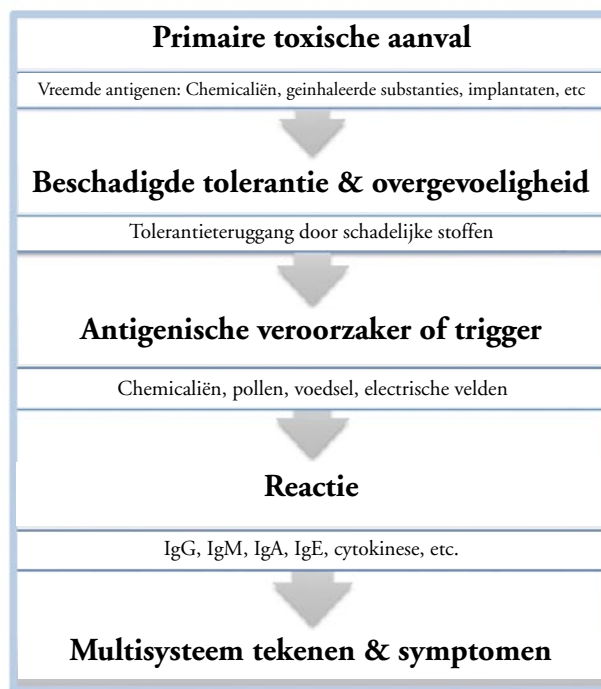 Primaire toxische aanval
Vreemde antigenen: Chemicaliën, geinhaleerde substanties, implantaten, etc
Beschadigde tolerantie & overgevoeligheid
Tolerantieteruggang door schadelijke stoffen
Antigenische veroorzaker of trigger
Chemicaliën, pollen, voedsel, electrische velden
Reactie
IgG, IgM, IgA, IgE, cytokinese, etc.
Multisysteem tekenen & symptomen